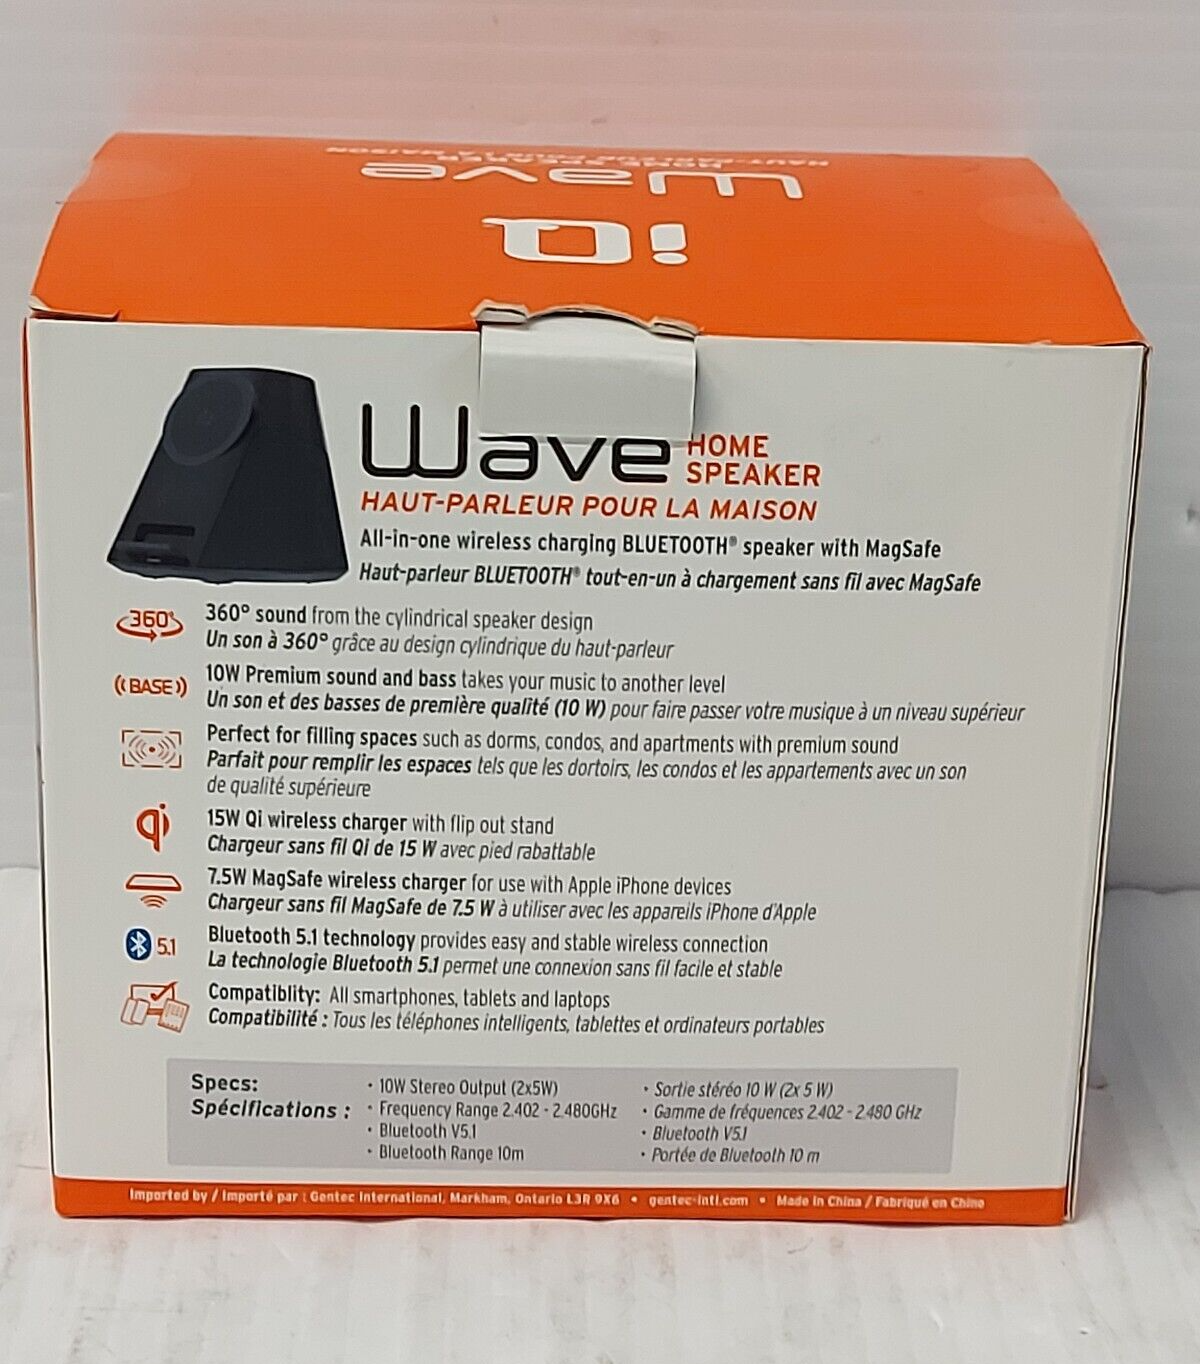 HAUT-PARLEUR POUR LA MAISON
HOME SPEAKER
Wave
Qi
Wave HOME
SPEAKER
HAUT-PARLEUR POUR LA MAISON
All-in-one wireless charging BLUETOOTH® speaker with MagSafe
Haut-parleur BLUETOOTH® tout-en-un à chargement sans fil avec MagSafe
360° 360° sound from the cylindrical speaker design
Un son à 360° grâce au design cylindrique du haut-parleur
((BASE)) 10W Premium sound and bass takes your music to another level
Un son et des basses de première qualité (10 W) pour faire passer votre musique à un niveau supérieur
Perfect for filling spaces such as dorms, condos, and apartments with premium sound
Parfait pour remplir les espaces tels que les dortoirs, les condos et les appartements avec un son
de qualité supérieure
qi 15W Qi wireless charger with flip out stand
Chargeur sans fil Qi de 15 W avec pied rabattable
7.5W MagSafe wireless charger for use with Apple iPhone devices
Chargeur sans fil MagSafe de 7.5 W à utiliser avec les appareils iPhone d'Apple
5.1 Bluetooth 5.1 technology provides easy and stable wireless connection
La technologie Bluetooth 5.1 permet une connexion sans fil facile et stable
Compatiblity: All smartphones, tablets and laptops
Compatibilité : Tous les téléphones intelligents, tablettes et ordinateurs portables
Specs:
Spécifications :
• 10W Stereo Output (2x5W)
• Frequency Range 2.402 - 2.480GHz
• Bluetooth V5.1
• Bluetooth Range 10m
• Sortie stéréo 10 W (2x 5 W)
• Gamme de fréquences 2.402 - 2.480 GHz
• Bluetooth V5.1
• Portée de Bluetooth 10 m
Imported by / Importé par : Gentec International, Markham, Ontario L3R 9X6 • gentec-intl.com • Made in China / Fabriqué en Chine